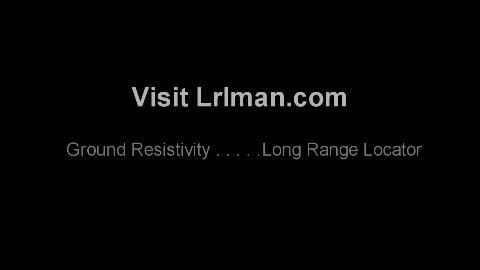 Visit Lrlman.com
Ground Resistivity . . . . .Long Range Locator